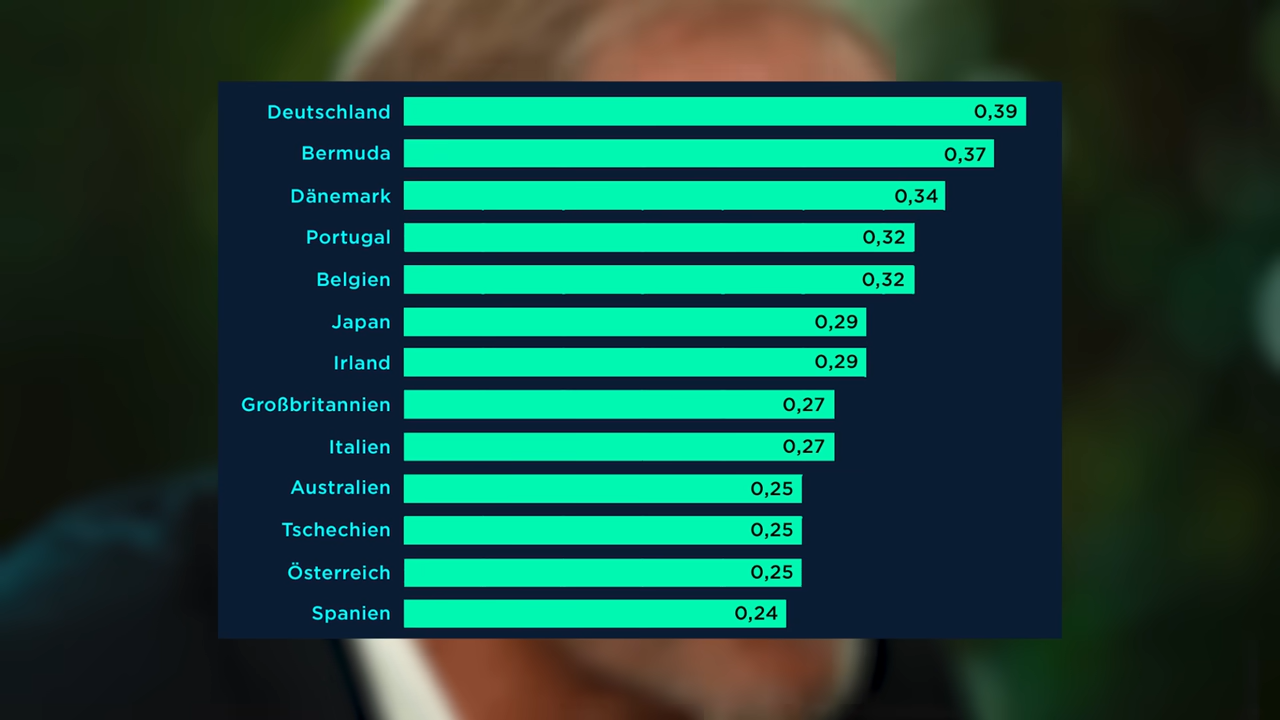 Deutschland 0,39
Bermuda 0,37
Dänemark 0,34
Portugal 0,32
Belgien 0,32
Japan 0,29
Irland 0,29
Großbritannien 0,27
Italien 0,27
Australien 0,25
Tschechien 0,25
Österreich 0,25
Spanien 0,24